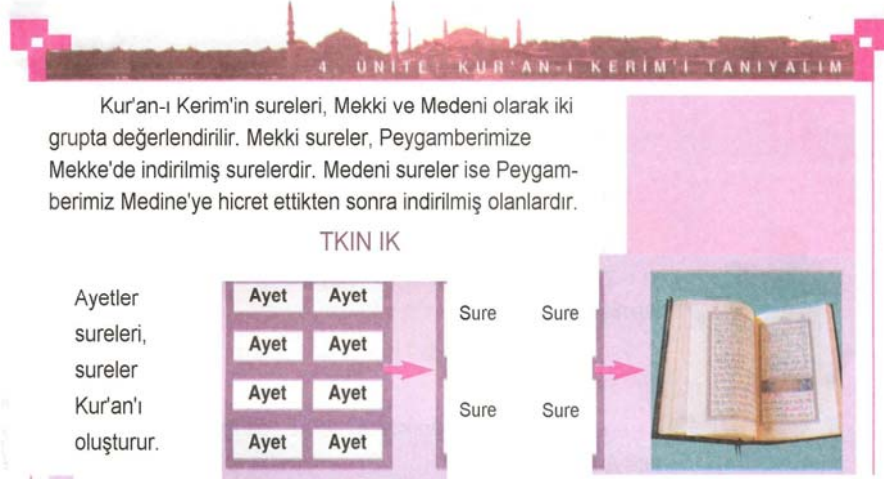 4. ÜNİTE: KUR'AN-I KERİM'İ TANIYALIM
Kur'an-ı Kerim'in sureleri, Mekki ve Medeni olarak iki
grupta değerlendirilir. Mekki sureler, Peygamberimize
Mekke'de indirilmiş surelerdir. Medeni sureler ise Peygam-
berimiz Medine'ye hicret ettikten sonra indirilmiş olanlardır.
TKIN IK
Ayetler
sureleri,
sureler
Kur'an'ı
oluşturur.
Ayet Ayet
Ayet Ayet
Ayet Ayet
Ayet Ayet
Sure Sure
Sure Sure